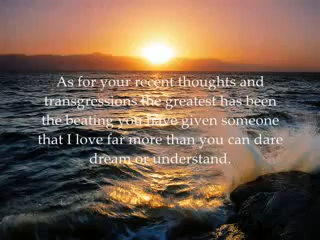 As for your recent thoughts and
transgressions the greatest has been
the beating you have given someone
that I love far more than you can dare
dream or understand.